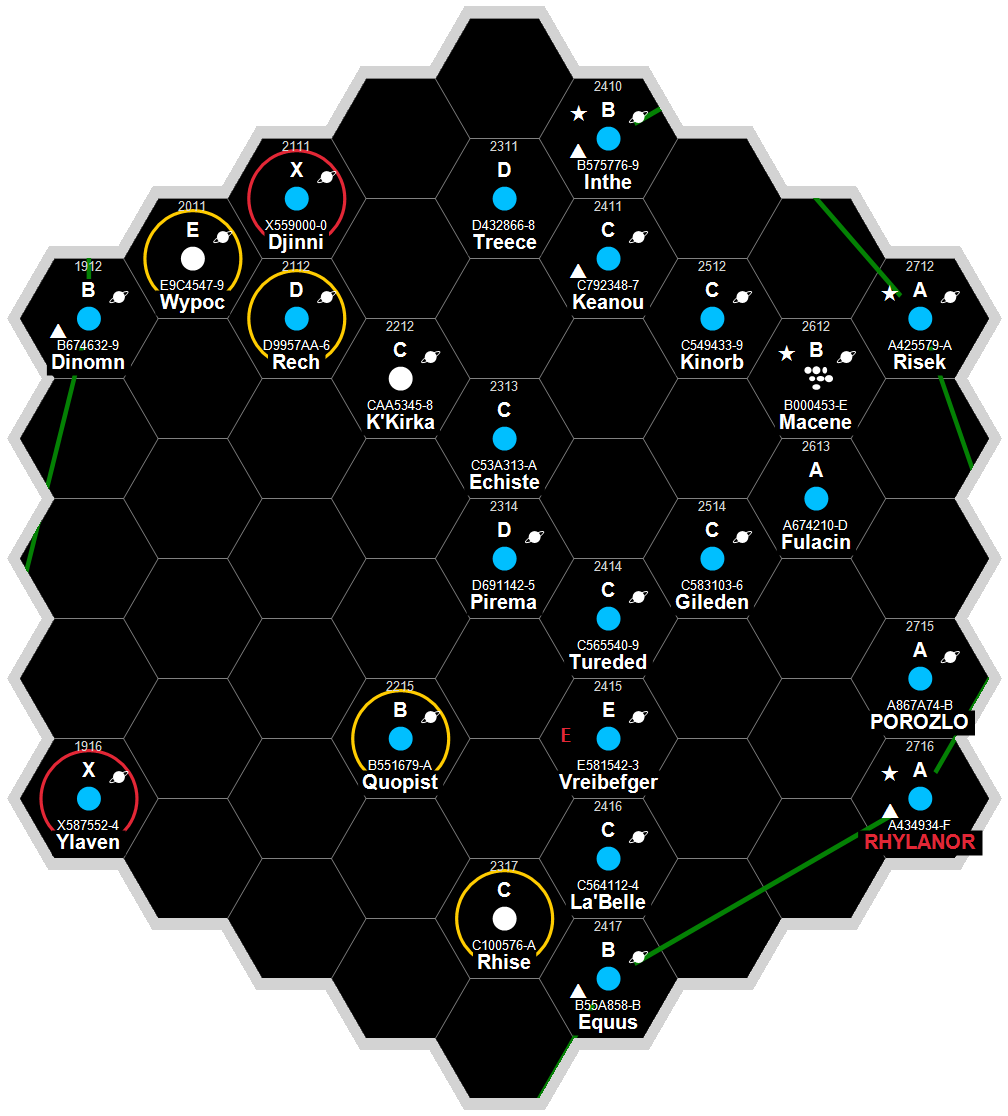 2410
B
B575776-9
Inthe
2111
X
X559000-0
Djinni
2311
D
D432866-8
Treece
2011
E
E9C4547-9
Wypoc
2411
C
C792348-7
Keanou
1912
B
B674632-9
Dinomn
2112
D
D9957AA-6
Rech
2512
C
C549433-9
Kinorb
2712
A
A425579-A
Risek
2212
C
CAA5345-8
K'Kirka
2612
B
B000453-E
Macene
2313
C
C53A313-A
Echiste
2613
A
A674210-D
Fulacin
2314
D
D691142-5
Pirema
2514
C
C583103-6
Gileden
2414
C
C565540-9
Tureded
2715
A
A867A74-B
POROZLO
2215
B
B551679-A
Quopist
2415
E
E
E581542-3
Vreibefger
1916
X
X587552-4
Ylaven
2716
A
A434934-F
RHYLANOR
2416
C
C564112-4
La'Belle
2317
C
C100576-A
Rhise
2417
B
B55A858-B
Equus